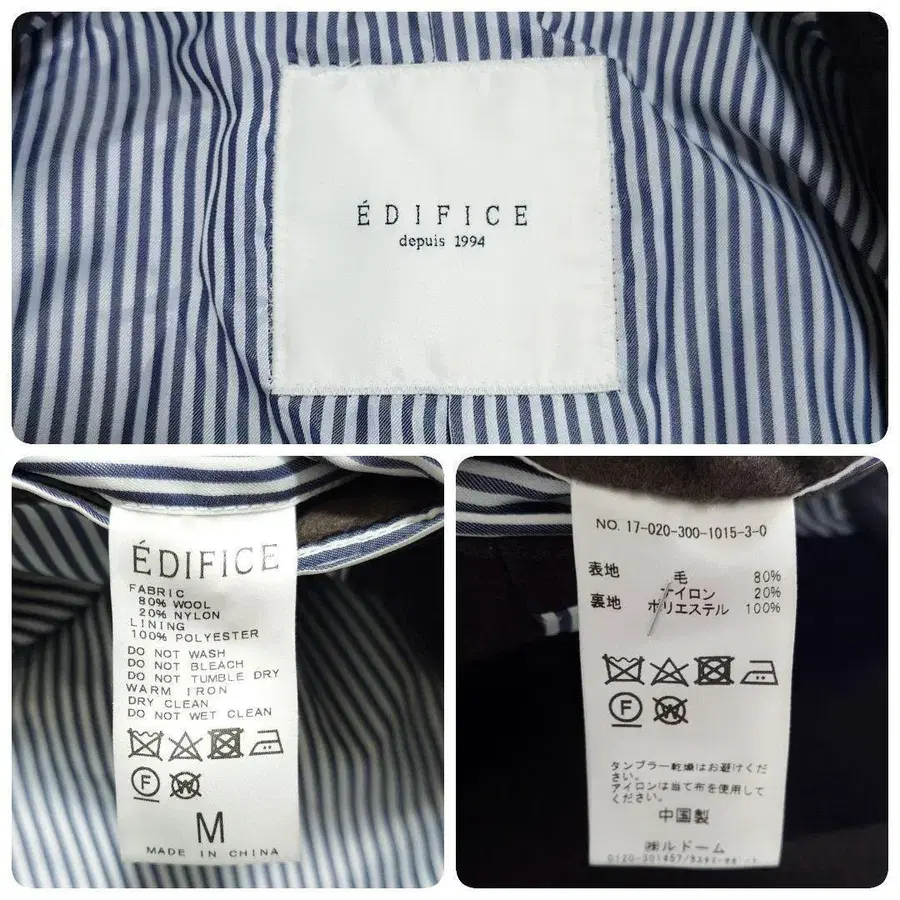 ÉDIFICE
depuis 1994
ÉDIFICE
FABRIC
80% WOOL
20% NYLON
LINING
100% POLYESTER
DO NOT WASH
DO NOT BLEACH
DO NOT TUMBLE DRY
WARM IRON
DRY CLEAN
DO NOT WET CLEAN
F
W
M
MADE IN CHINA
NO. 17-020-300-1015-3-0
表地 毛 80%
ナイロン 20%
裏地 ポリエステル 100%
F
W
タンブラー乾燥はお避けくだ
さい。
アイロンは当て布を使用して
ください。
中国製
㈱ルドーム